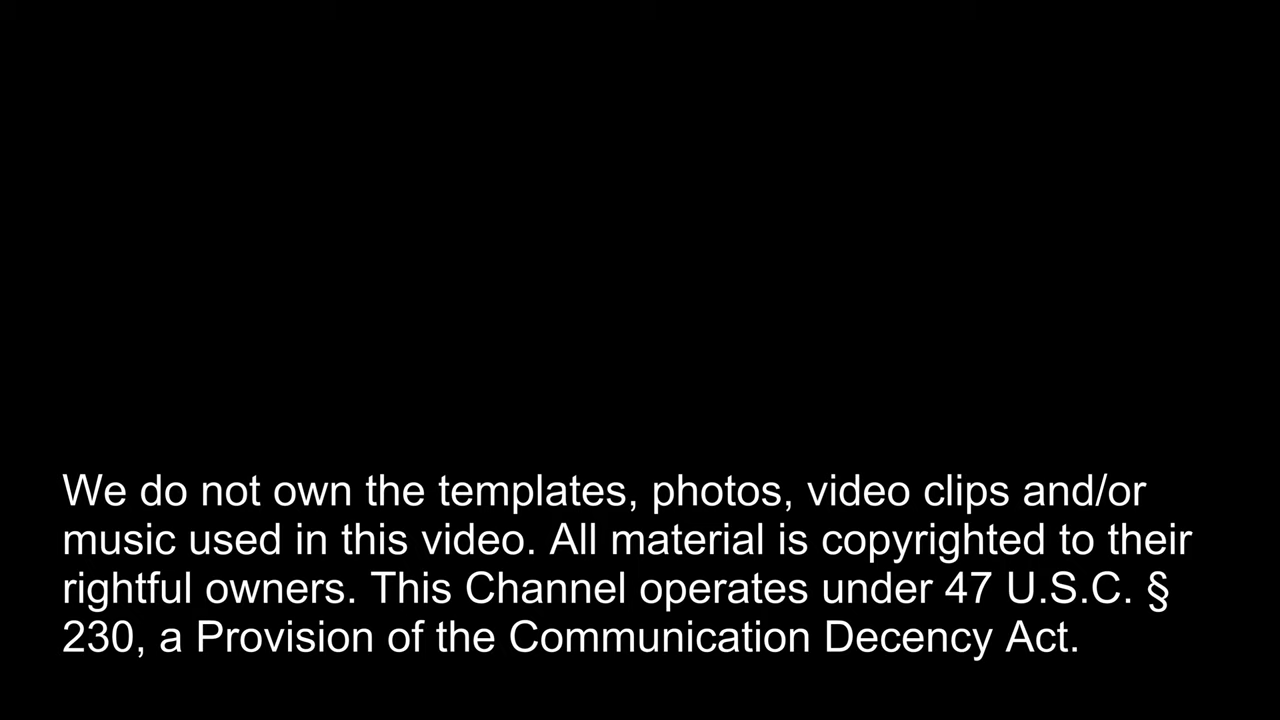 We do not own the templates, photos, video clips and/or
music used in this video. All material is copyrighted to their
rightful owners. This Channel operates under 47 U.S.C. §
230, a Provision of the Communication Decency Act.